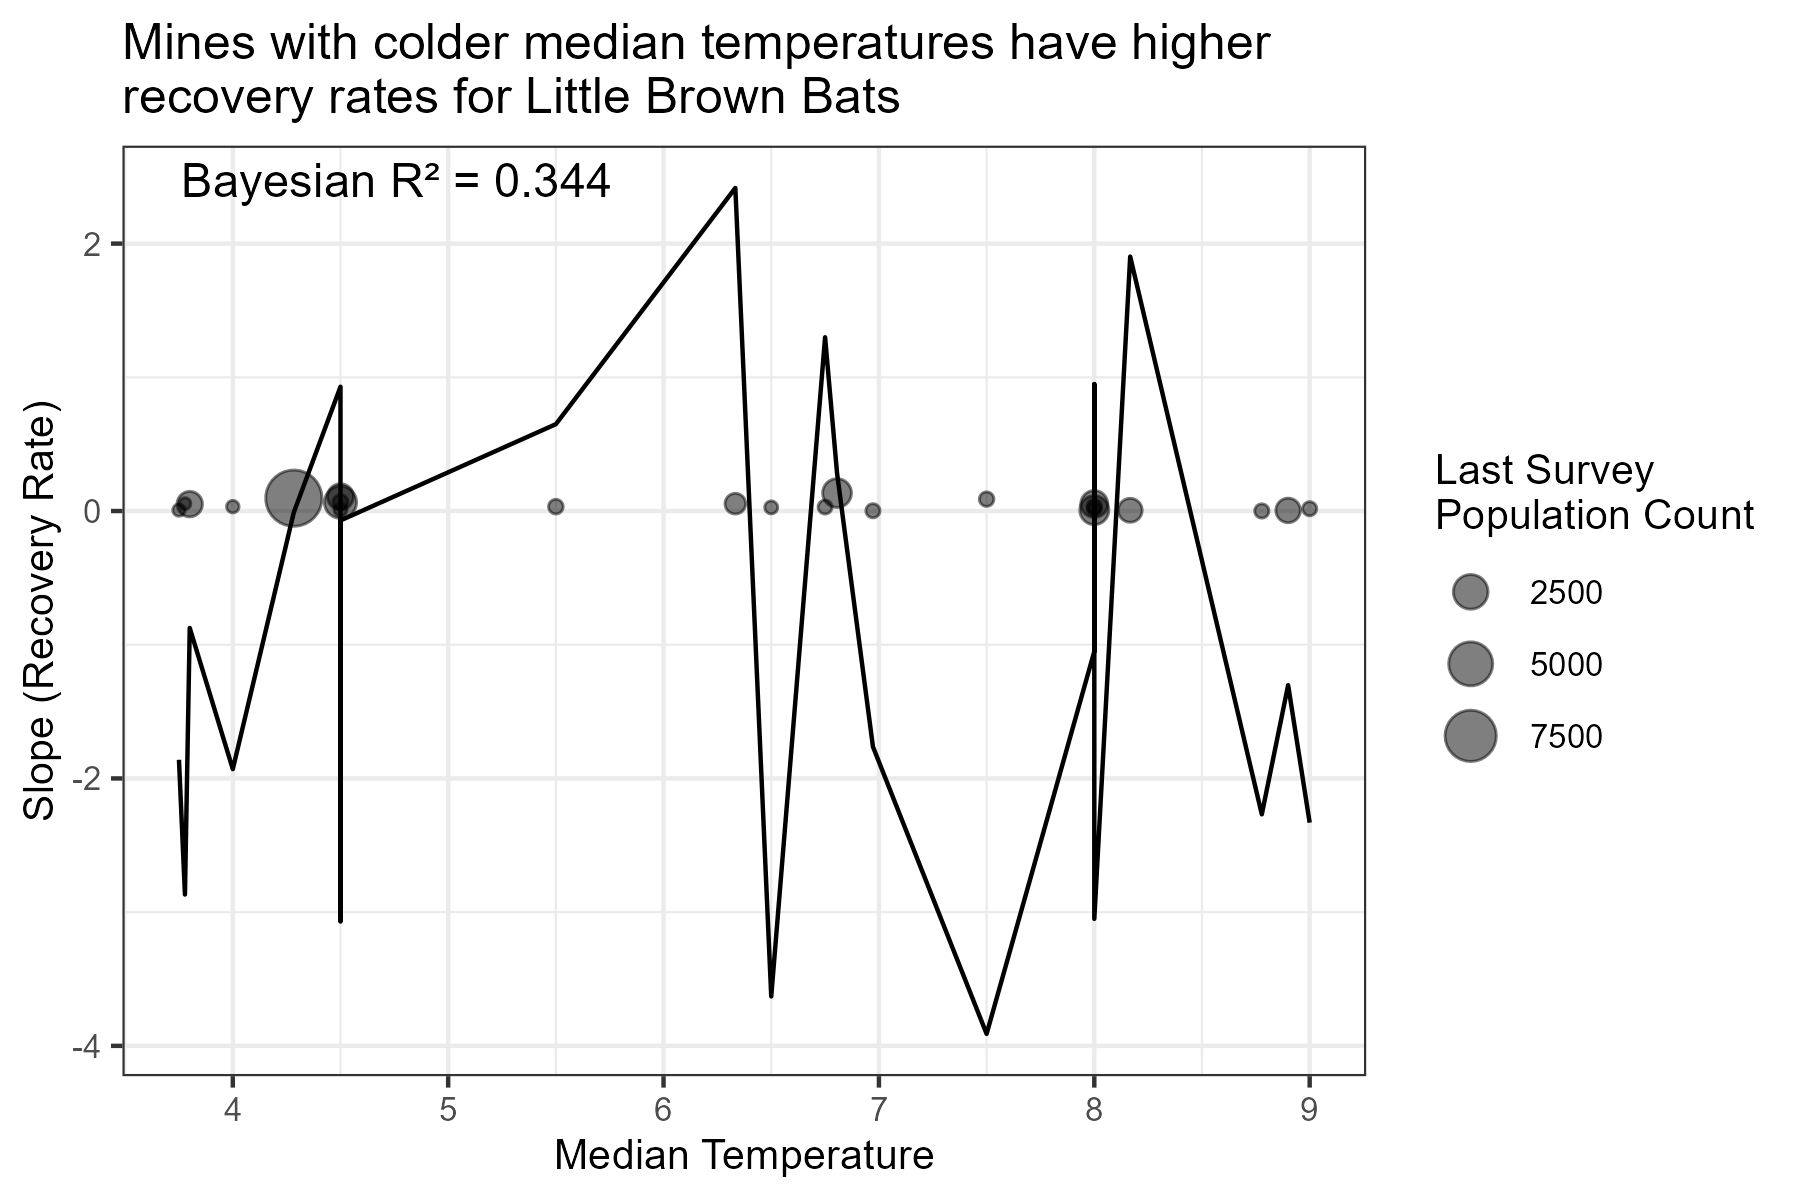 Mines with colder median temperatures have higher
recovery rates for Little Brown Bats
Bayesian R² = 0.344
Slope (Recovery Rate)
2
0
-2
-4
4 5 6 7 8 9
Median Temperature
Last Survey
Population Count
2500
5000
7500